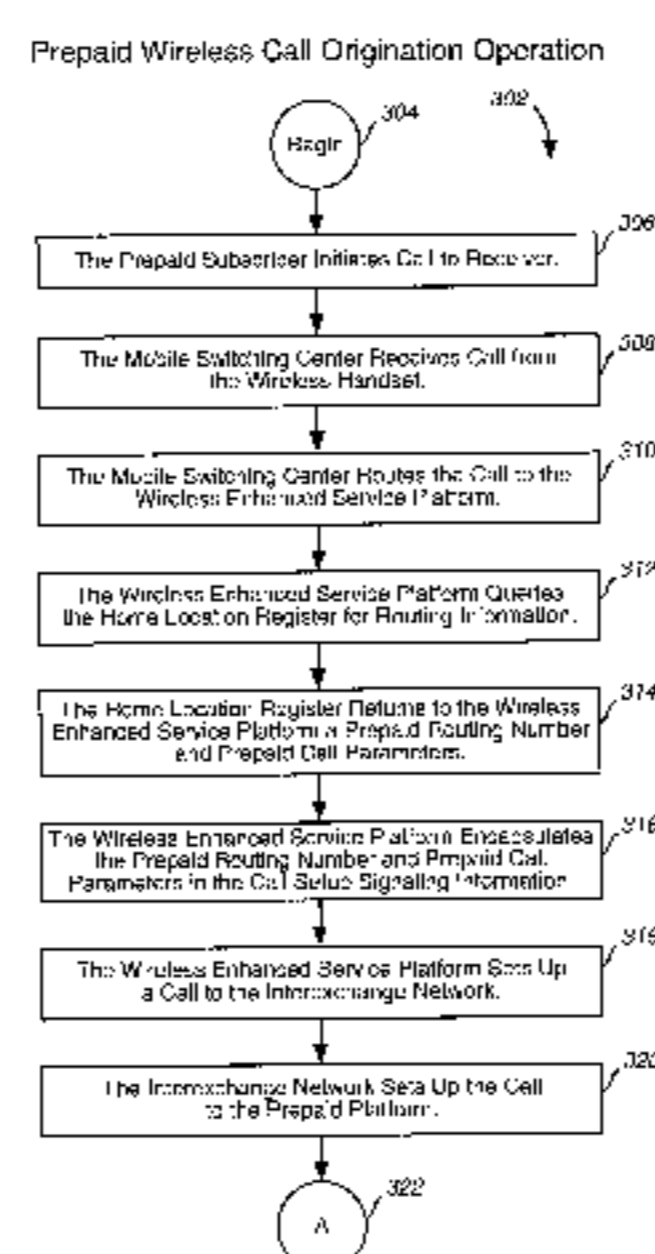 Prepaid Wireless Call Origination Operation
302
304
Begin
306
The Prepaid Subscriber Initiates Call to Receiver.
308
The Mobile Switching Center Receives Call from
the Wireless Handset.
310
The Mobile Switching Center Routes the Call to the
Wireless Enhanced Service Platform.
312
The Wireless Enhanced Service Platform Queries
the Home Location Register for Routing Information.
314
The Home Location Register Returns to the Wireless
Enhanced Service Platform a Prepaid Routing Number
and Prepaid Call Parameters.
316
The Wireless Enhanced Service Platform Encapsulates
the Prepaid Routing Number and Prepaid Call
Parameters in the Call Setup Signaling Information
318
The Wireless Enhanced Service Platform Sets Up
a Call to the Interexchange Network.
320
The Interexchange Network Sets Up the Call
to the Prepaid Platform.
322
A